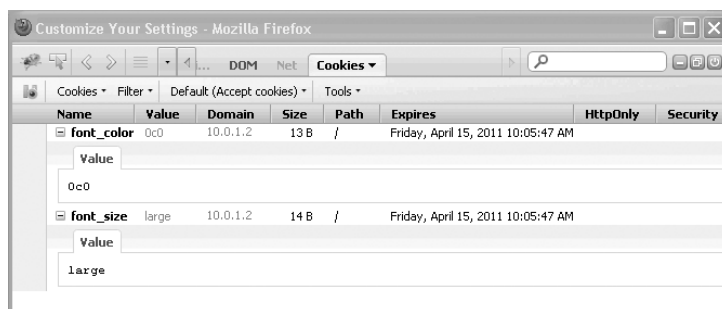 Customize Your Settings - Mozilla Firefox
... DOM Net Cookies ▾
Cookies ▾ Filter ▾ Default (Accept cookies) ▾ Tools ▾
Name Value Domain Size Path Expires HttpOnly Security
font_color 0c0 10.0.1.2 13 B / Friday, April 15, 2011 10:05:47 AM
Value
0c0
font_size large 10.0.1.2 14 B / Friday, April 15, 2011 10:05:47 AM
Value
large